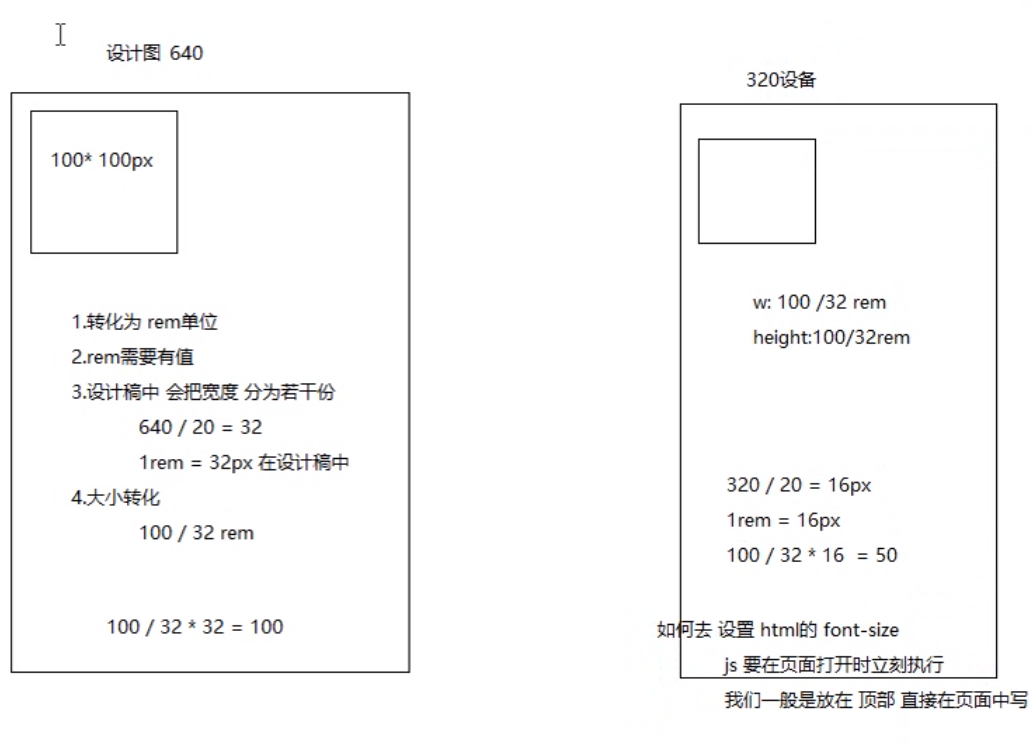 设计图 640
100* 100px
1.转化为 rem单位
2.rem需要有值
3.设计稿中 会把宽度 分为若干份
640 / 20 = 32
1rem = 32px 在设计稿中
4.大小转化
100 / 32 rem
100 / 32 * 32 = 100
320设备
w: 100 /32 rem
height:100/32rem
320 / 20 = 16px
1rem = 16px
100 / 32 * 16 = 50
如何去 设置 html的 font-size
js 要在页面打开时立刻执行
我们一般是放在 顶部 直接在页面中写